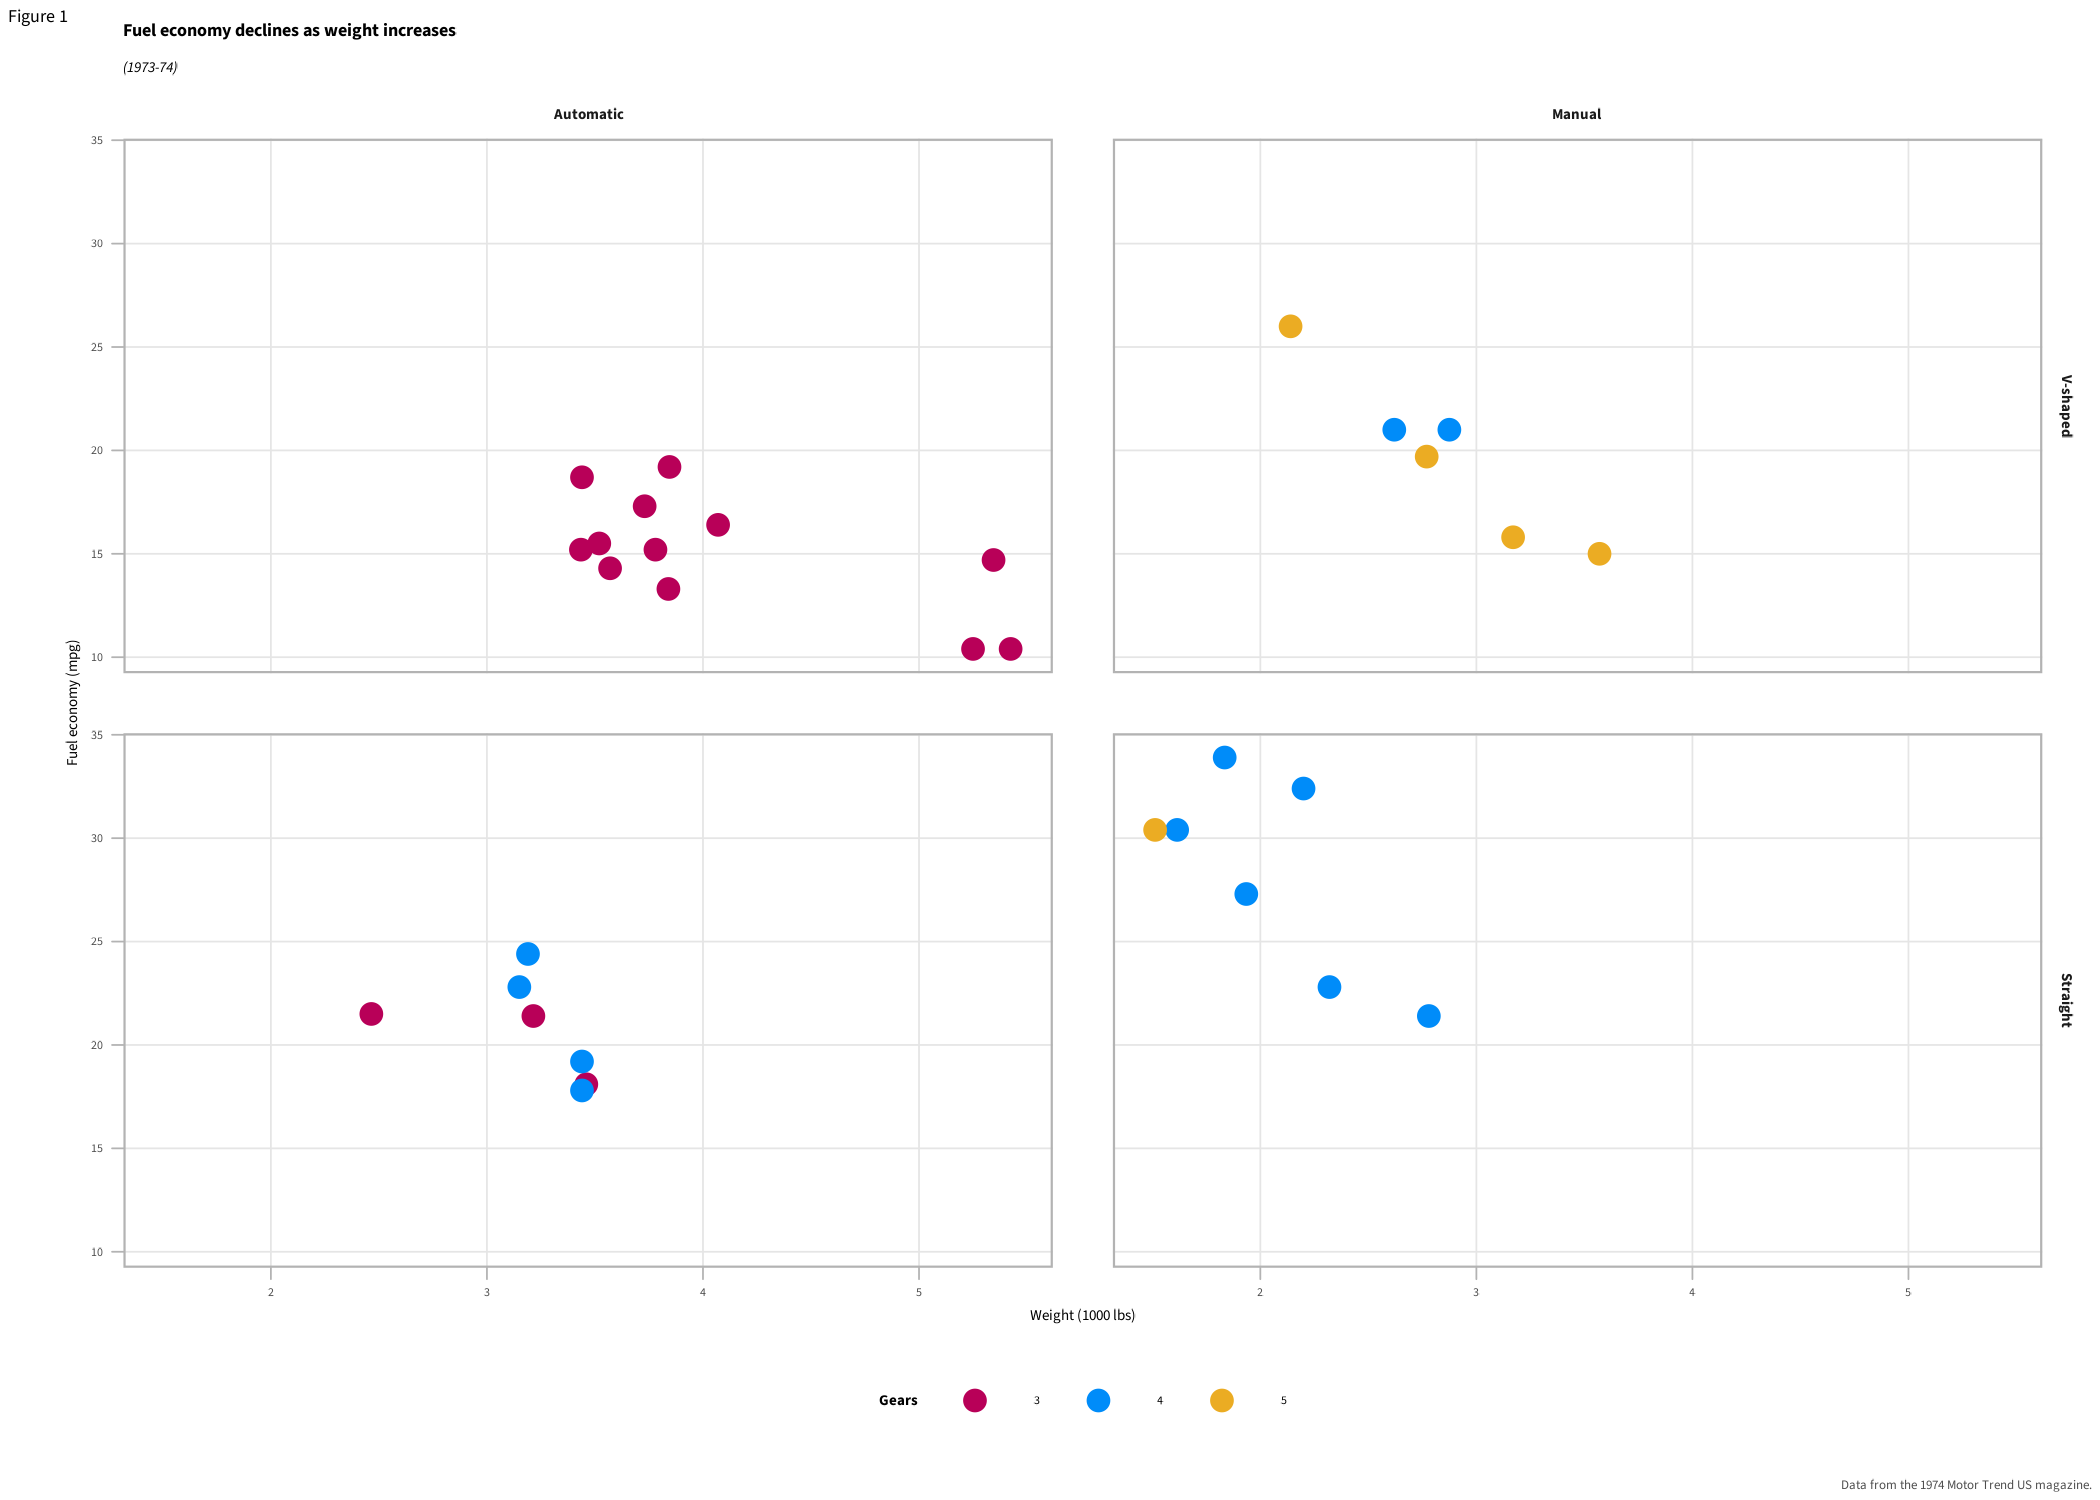 Figure 1
Fuel economy declines as weight increases
(1973-74)
Automatic
Manual
35
30
25
20
15
10
V-shaped
Fuel economy (mpg)
35
30
25
20
15
10
Straight
2
3
4
5
2
3
4
5
Weight (1000 lbs)
Gears
3
4
5
Data from the 1974 Motor Trend US magazine.